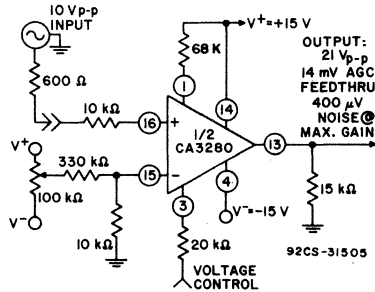 10 Vp-p
INPUT
600 Ω
10 kΩ
68 K
V+=+15 V
OUTPUT:
21 Vp-p
14 mV AGC
FEEDTHRU
400 μV
NOISE@
MAX. GAIN
1
14
16
+
1/2
CA3280
13
15
−
4
3
V+
330 kΩ
100 kΩ
V−
10 kΩ
20 kΩ
V−=-15 V
15 kΩ
92CS-31505
VOLTAGE
CONTROL